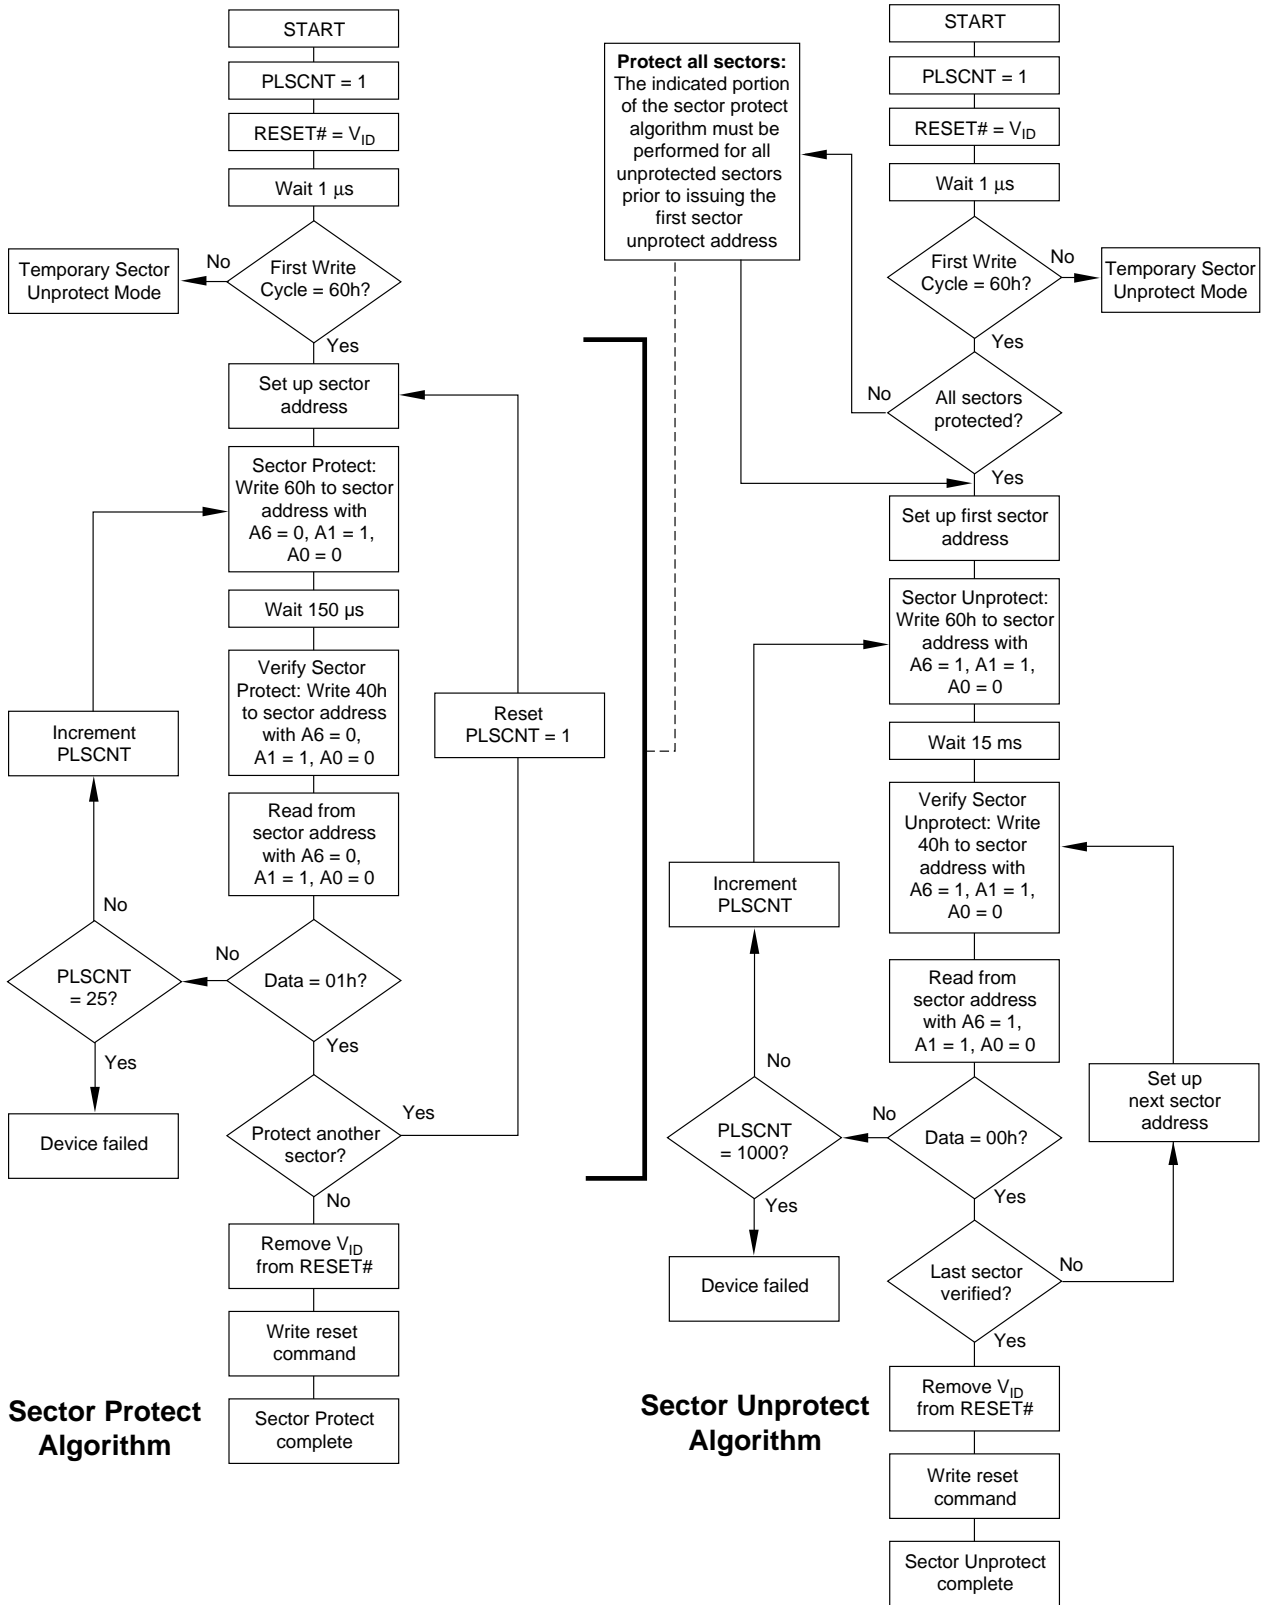 START
PLSCNT = 1
RESET# = VID
Wait 1 μs
First Write
Cycle = 60h?
No
Temporary Sector
Unprotect Mode
Yes
Set up sector
address
Sector Protect:
Write 60h to sector
address with
A6 = 0, A1 = 1,
A0 = 0
Wait 150 µs
Verify Sector
Protect: Write 40h
to sector address
with A6 = 0,
A1 = 1, A0 = 0
Increment
PLSCNT
Reset
PLSCNT = 1
Read from
sector address
with A6 = 0,
A1 = 1, A0 = 0
No
PLSCNT
= 25?
No
Data = 01h?
Yes
Yes
Device failed
Protect another
sector?
Yes
No
Remove VID
from RESET#
Write reset
command
Sector Protect
complete
Sector Protect
Algorithm
Protect all sectors:
The indicated portion
of the sector protect
algorithm must be
performed for all
unprotected sectors
prior to issuing the
first sector
unprotect address
START
PLSCNT = 1
RESET# = VID
Wait 1 μs
First Write
Cycle = 60h?
No
Temporary Sector
Unprotect Mode
Yes
No
All sectors
protected?
Yes
Set up first sector
address
Sector Unprotect:
Write 60h to sector
address with
A6 = 1, A1 = 1,
A0 = 0
Wait 15 ms
Verify Sector
Unprotect: Write
40h to sector
address with
A6 = 1, A1 = 1,
A0 = 0
Increment
PLSCNT
Read from
sector address
with A6 = 1,
A1 = 1, A0 = 0
No
Set up
next sector
address
PLSCNT
= 1000?
No
Data = 00h?
Yes
Yes
Device failed
Last sector
verified?
No
Yes
Remove VID
from RESET#
Write reset
command
Sector Unprotect
complete
Sector Unprotect
Algorithm